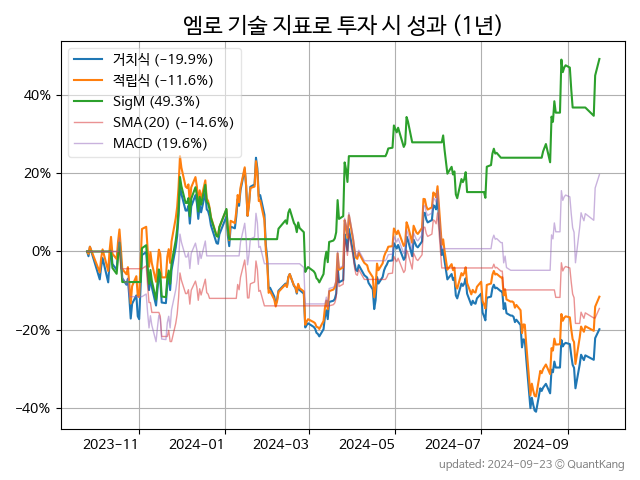 엠로 기술 지표로 투자 시 성과 (1년)
거치식 (−19.9%)
적립식 (−11.6%)
SigM (49.3%)
SMA(20) (−14.6%)
MACD (19.6%)
40%
20%
0%
−20%
−40%
2023-11 2024-01 2024-03 2024-05 2024-07 2024-09
updated: 2024-09-23 ⓒ QuantKang